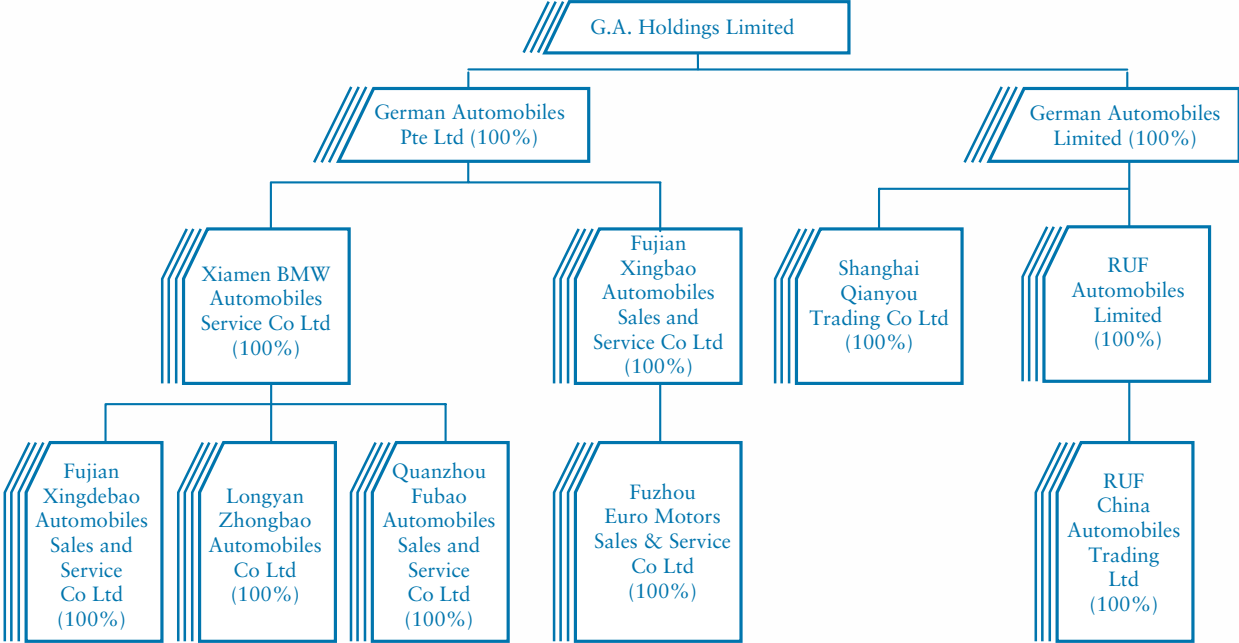 G.A. Holdings Limited
German Automobiles
Pte Ltd (100%)
German Automobiles
Limited (100%)
Xiamen BMW
Automobiles
Service Co Ltd
(100%)
Fujian
Xingbao
Automobiles
Sales and
Service Co Ltd
(100%)
Shanghai
Qianyou
Trading Co Ltd
(100%)
RUF
Automobiles
Limited
(100%)
Fujian
Xingdebao
Automobiles
Sales and
Service
Co Ltd
(100%)
Longyan
Zhongbao
Automobiles
Co Ltd
(100%)
Quanzhou
Fubao
Automobiles
Sales and
Service
Co Ltd
(100%)
Fuzhou
Euro Motors
Sales & Service
Co Ltd
(100%)
RUF
China
Automobiles
Trading
Ltd
(100%)